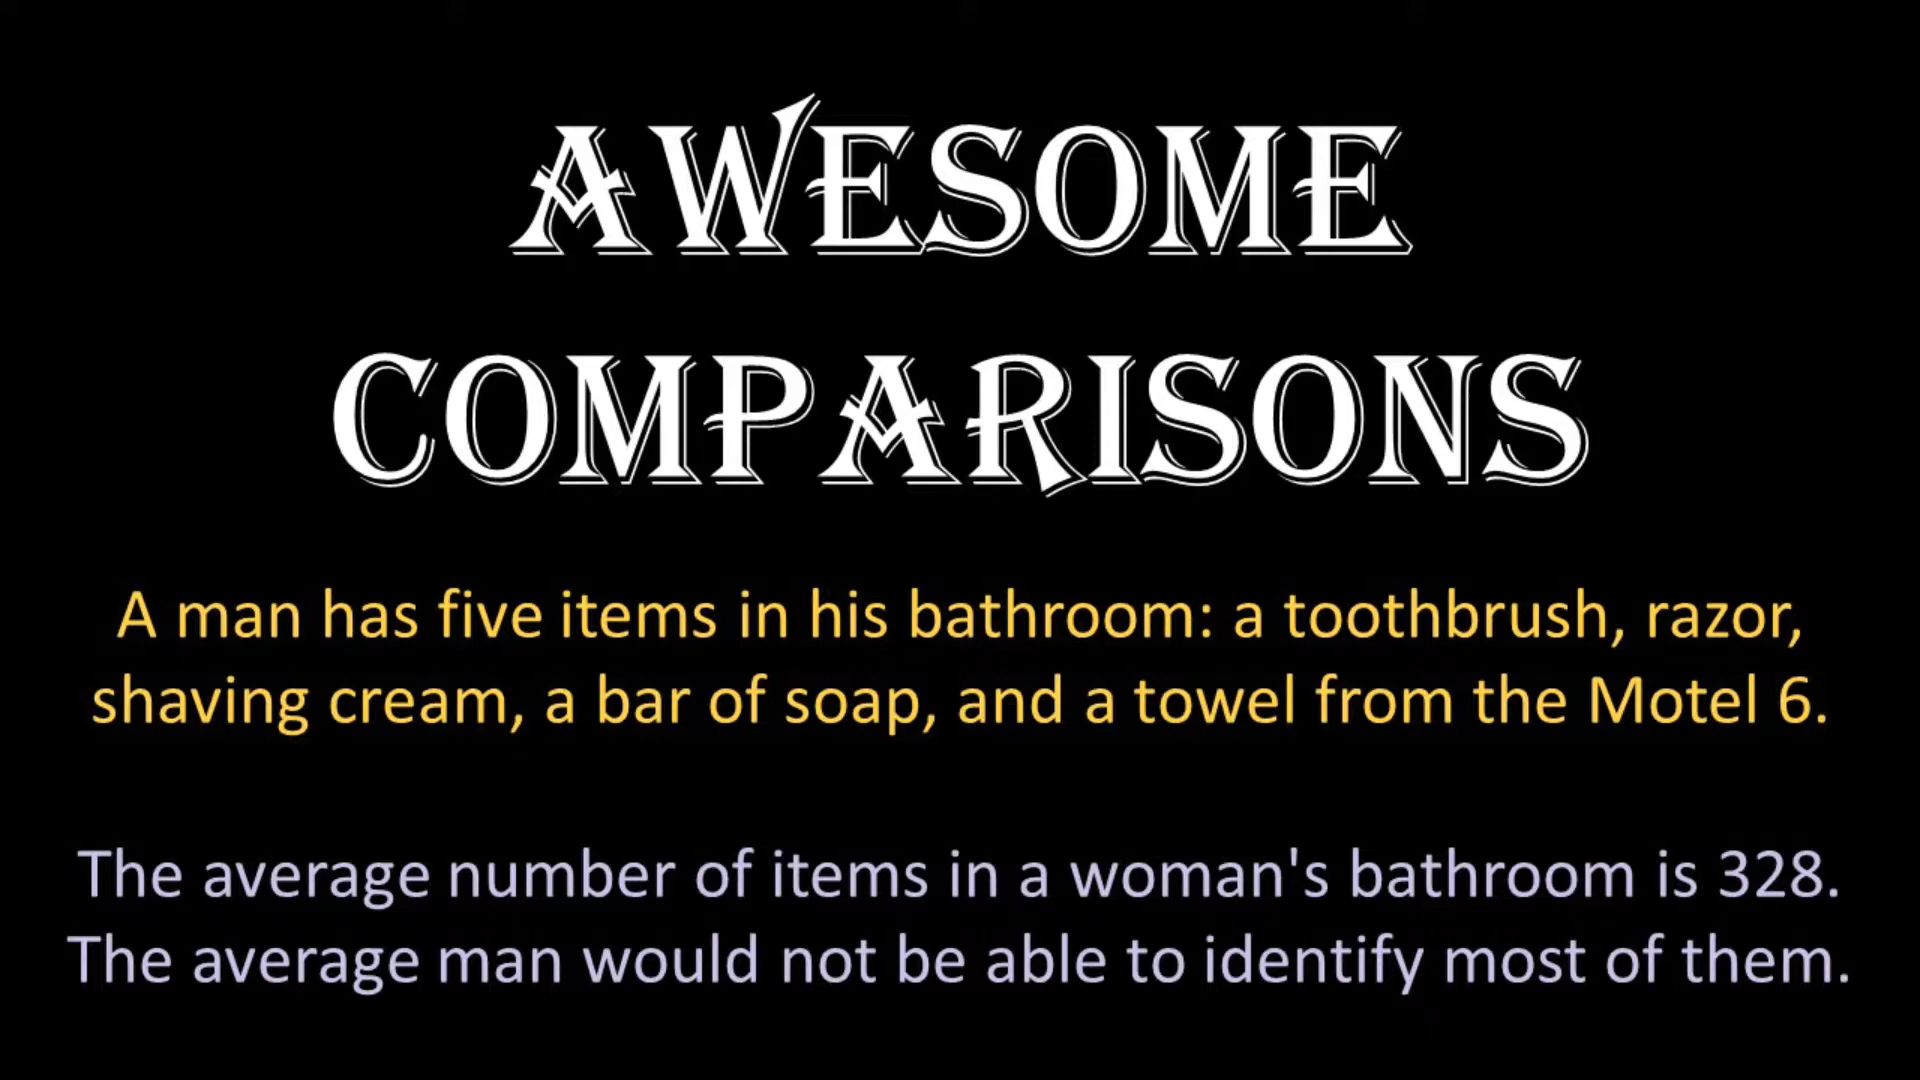 AWESOME
COMPARISONS
A man has five items in his bathroom: a toothbrush, razor,
shaving cream, a bar of soap, and a towel from the Motel 6.
The average number of items in a woman's bathroom is 328.
The average man would not be able to identify most of them.